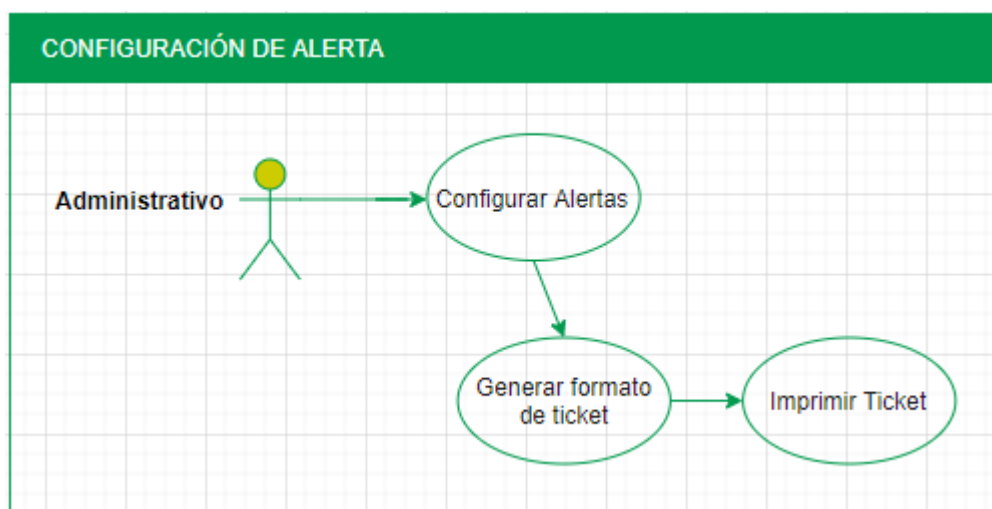 CONFIGURACIÓN DE ALERTA
Administrativo
Configurar Alertas
Generar formato
de ticket
Imprimir Ticket